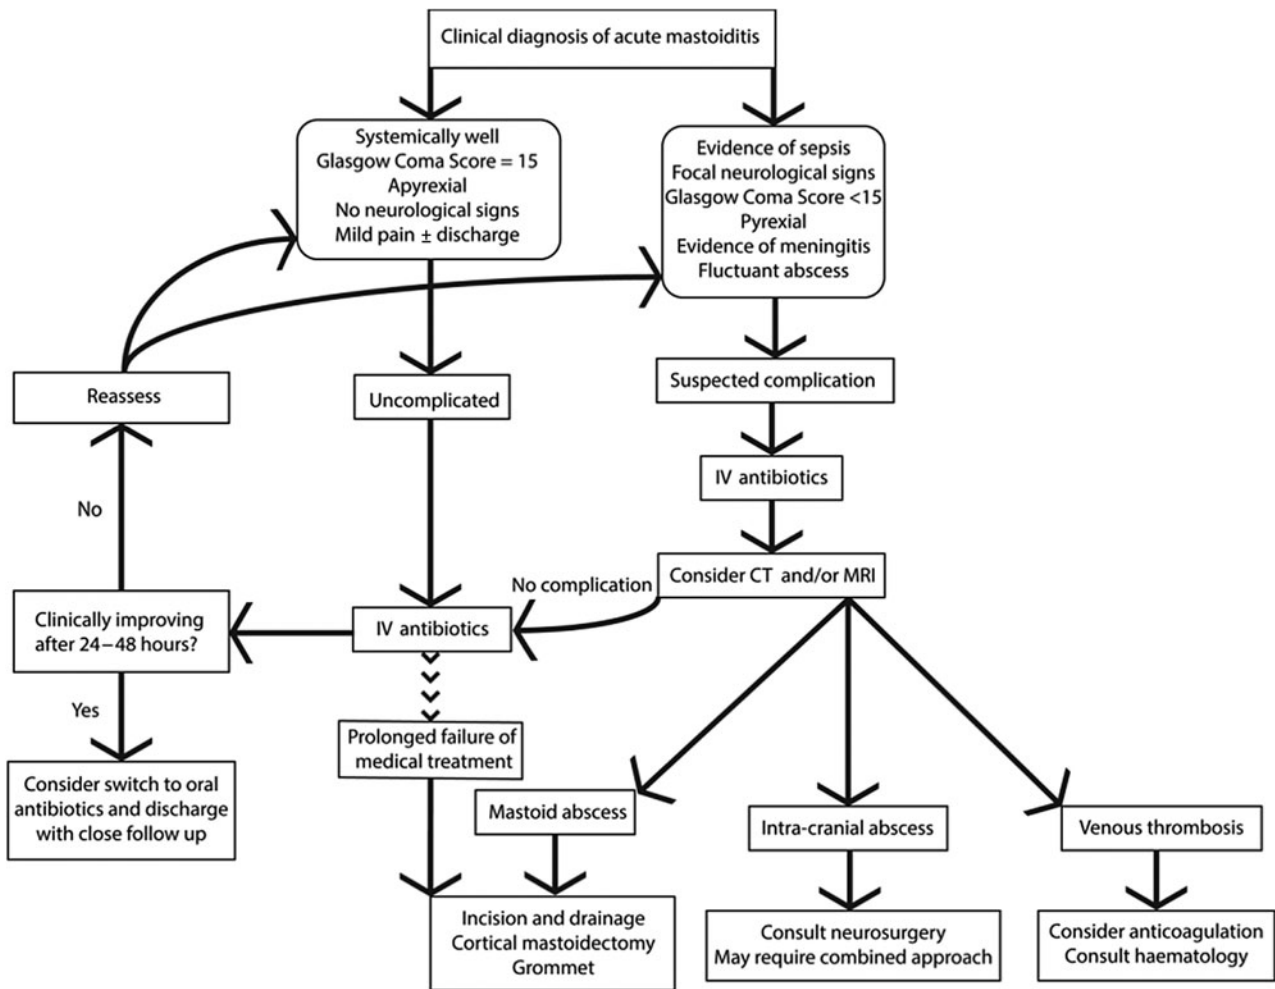 Clinical diagnosis of acute mastoiditis
Systemically well
Glasgow Coma Score = 15
Apyrexial
No neurological signs
Mild pain ± discharge
Evidence of sepsis
Focal neurological signs
Glasgow Coma Score <15
Pyrexial
Evidence of meningitis
Fluctuant abscess
Reassess
Uncomplicated
Suspected complication
IV antibiotics
No
Consider CT and/or MRI
No complication
Clinically improving
after 24–48 hours?
IV antibiotics
Yes
Prolonged failure of
medical treatment
Consider switch to oral
antibiotics and discharge
with close follow up
Mastoid abscess
Intra-cranial abscess
Venous thrombosis
Incision and drainage
Cortical mastoidectomy
Grommet
Consult neurosurgery
May require combined approach
Consider anticoagulation
Consult haematology